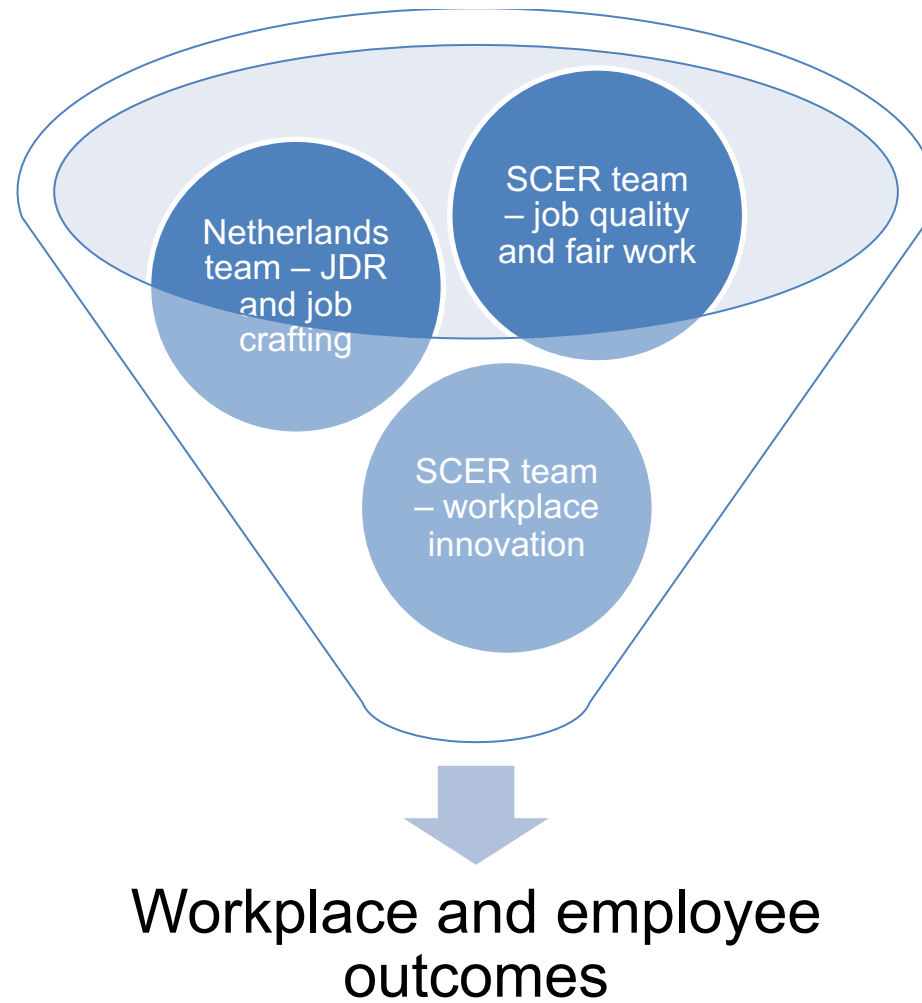 Netherlands
team – JDR
and job
crafting
SCER team
– job quality
and fair work
SCER team
– workplace
innovation
Workplace and employee
outcomes